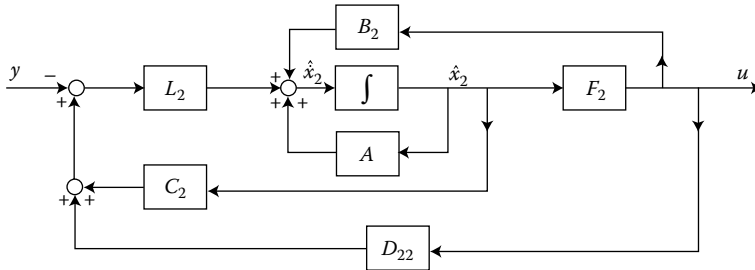 B₂
y − L₂ + x̂̇₂ ∫ x̂₂ F₂ u
+ + +
A
C₂
+ +
D₂₂